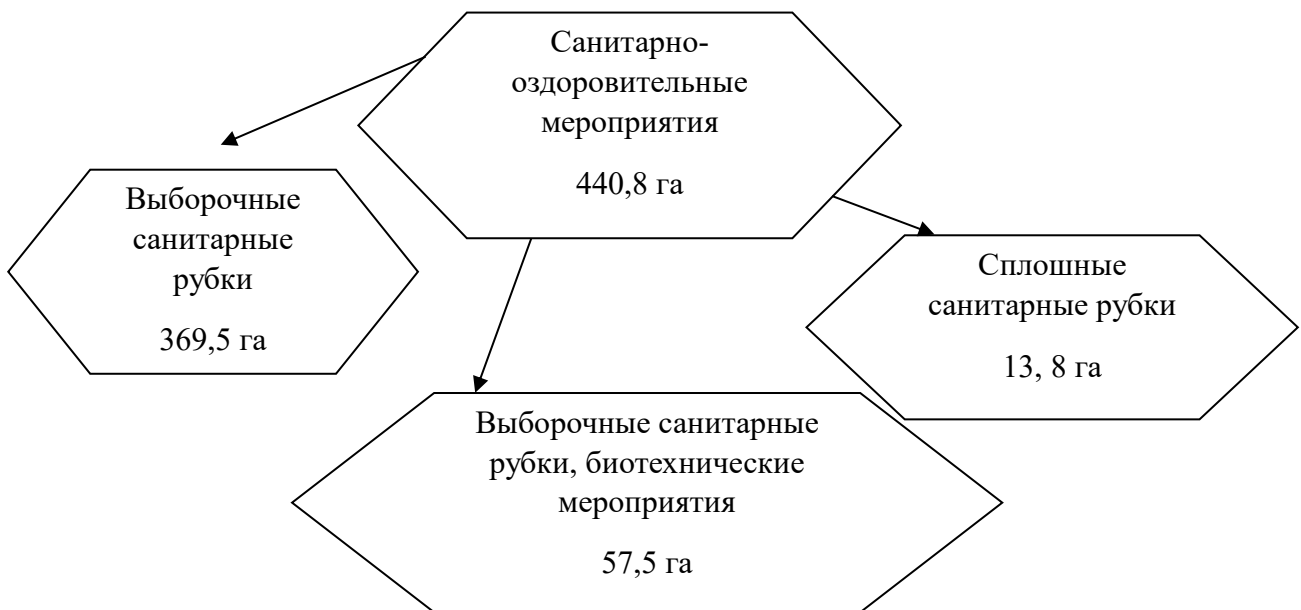 Санитарно-
оздоровительные
мероприятия
440,8 га
Выборочные
санитарные
рубки
369,5 га
Сплошные
санитарные рубки
13, 8 га
Выборочные санитарные
рубки, биотехнические
мероприятия
57,5 га